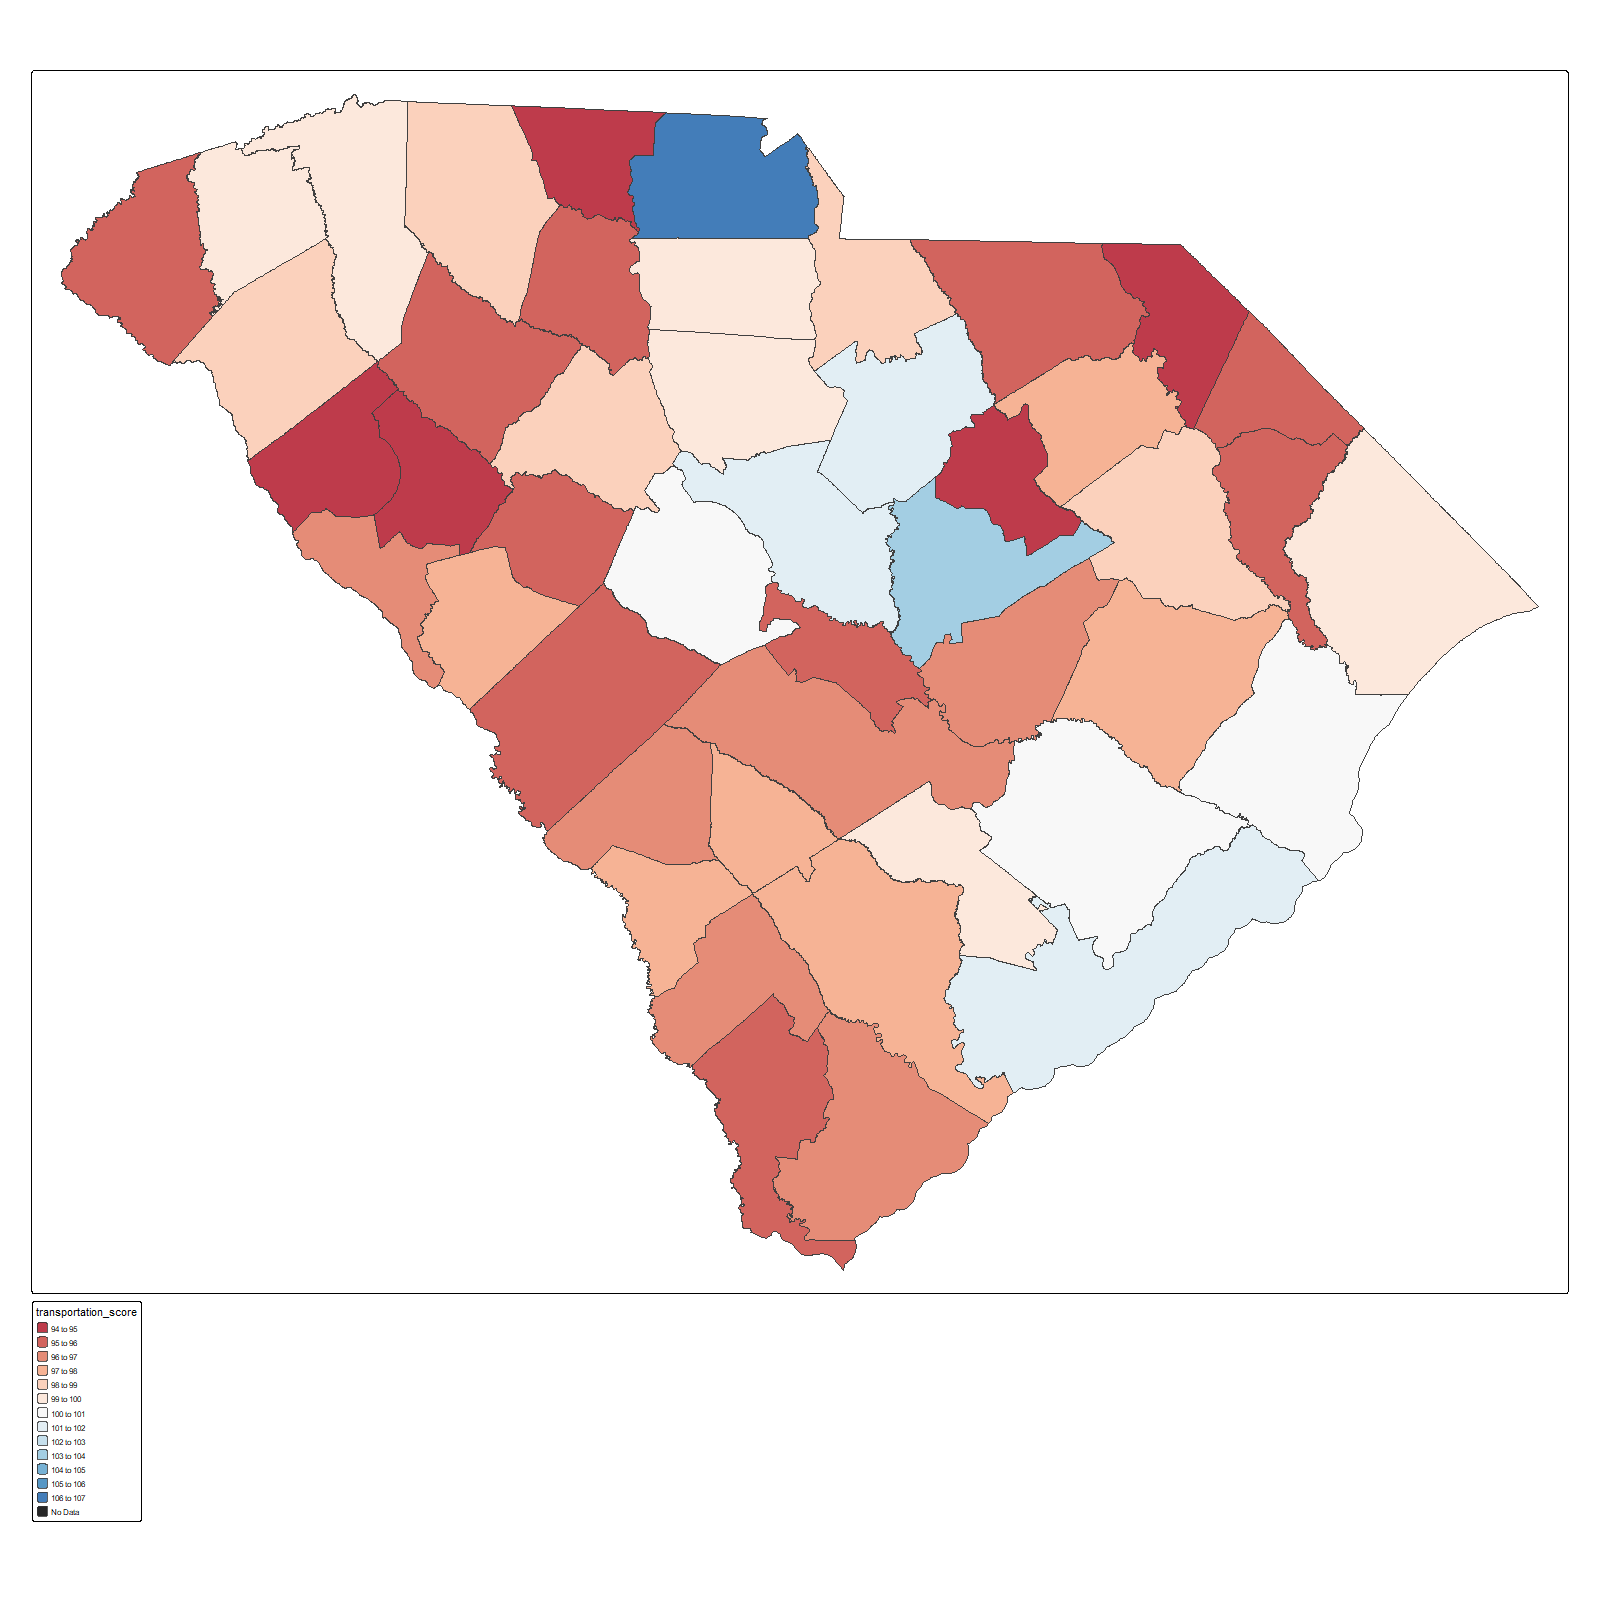 transportation_score
94 to 95
95 to 96
96 to 97
97 to 98
98 to 99
99 to 100
100 to 101
101 to 102
102 to 103
103 to 104
104 to 105
105 to 106
106 to 107
No Data